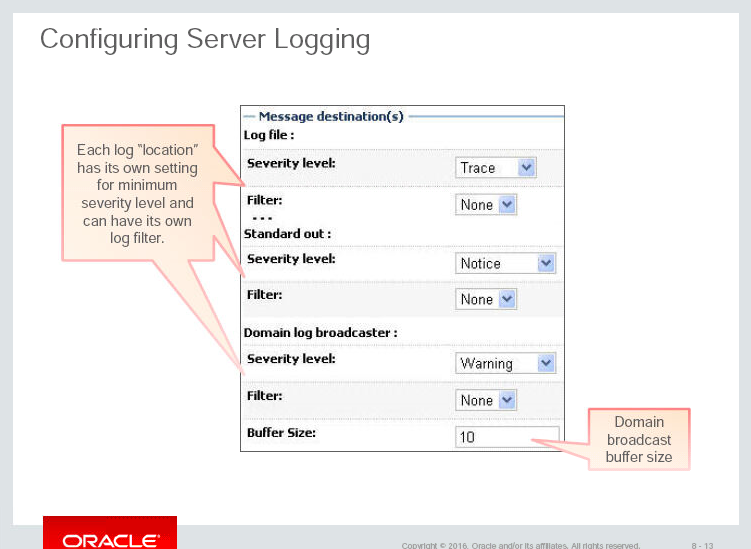 Configuring Server Logging
Each log “location”
has its own setting
for minimum
severity level and
can have its own
log filter.
Message destination(s)
Log file :
Severity level: Trace
Filter: None
- - -
Standard out :
Severity level: Notice
Filter: None
Domain log broadcaster :
Severity level: Warning
Filter: None
Buffer Size: 10
Domain
broadcast
buffer size
ORACLE
Copyright © 2016, Oracle and/or its affiliates. All rights reserved. 8 - 13